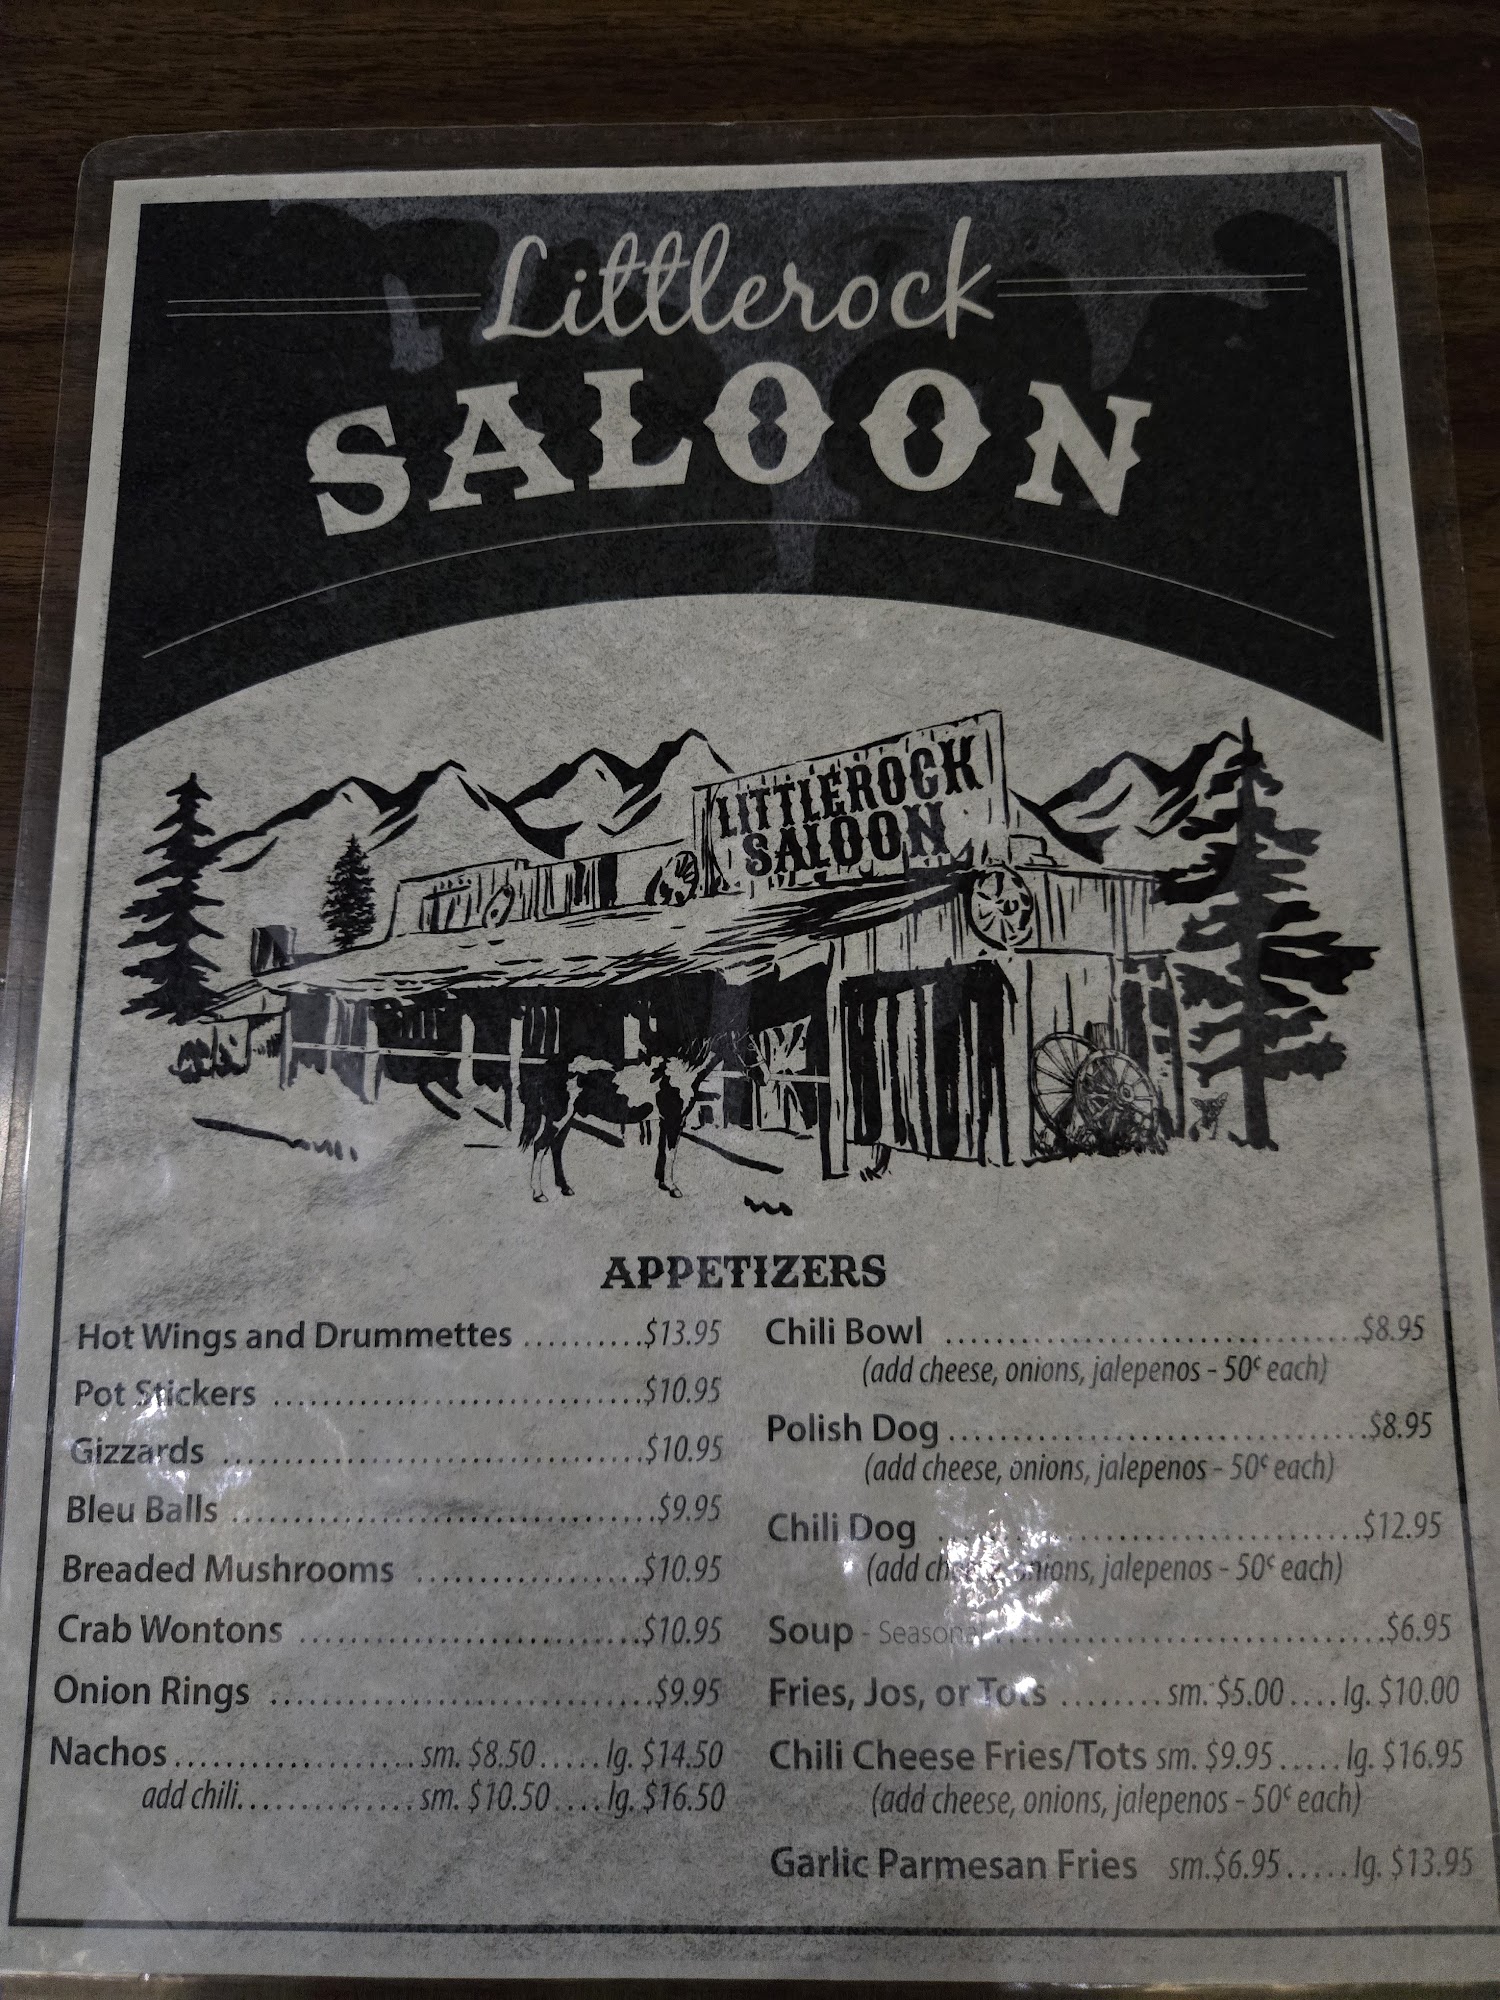 Littlerock
SALOON
LITTLEROCK
SALOON
APPETIZERS
Hot Wings and Drummettes ..........$13.95
Pot Stickers ..............................$10.95
Gizzards ..................................$10.95
Bleu Balls ..................................$9.95
Breaded Mushrooms ...................$10.95
Crab Wontons ............................$10.95
Onion Rings ...............................$9.95
Nachos....................sm. $8.50.....lg. $14.50
add chili...............sm. $10.50....lg. $16.50
Chili Bowl ..................................$8.95
(add cheese, onions, jalepenos - 50¢ each)
Polish Dog ..................................$8.95
(add cheese, onions, jalepenos - 50¢ each)
Chili Dog ..................................$12.95
(add cheese, onions, jalepenos - 50¢ each)
Soup - Seasonal ................................$6.95
Fries, Jos, or Tots ........sm. $5.00....lg. $10.00
Chili Cheese Fries/Tots sm. $9.95.....lg. $16.95
(add cheese, onions, jalepenos - 50¢ each)
Garlic Parmesan Fries sm.$6.95.....lg. $13.95